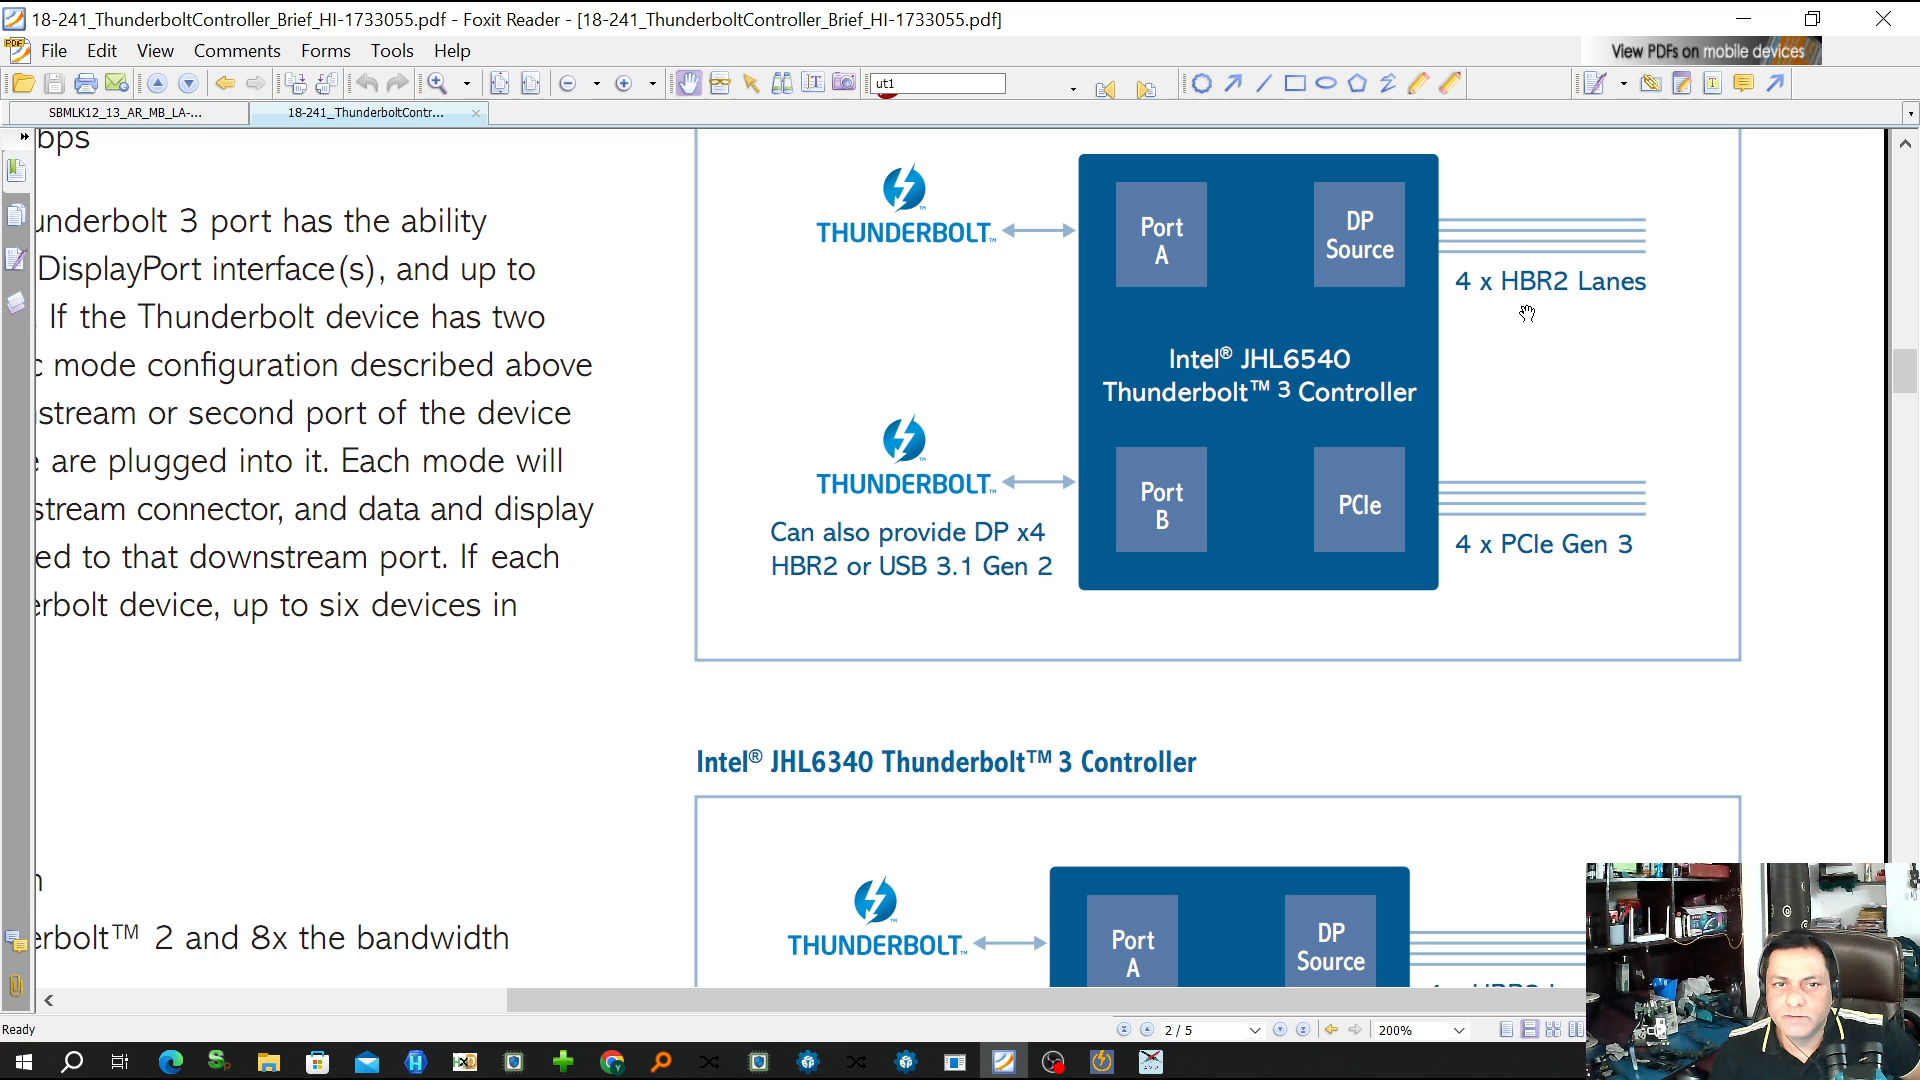 18-241_ThunderboltController_Brief_HI-1733055.pdf - Foxit Reader - [18-241_ThunderboltController_Brief_HI-1733055.pdf]
File Edit View Comments Forms Tools Help
View PDFs on mobile devices
ut1
SBMLK12_13_AR_MB_LA-...
18-241_ThunderboltContr...
bps
underbolt 3 port has the ability
DisplayPort interface(s), and up to
. If the Thunderbolt device has two
c mode configuration described above
stream or second port of the device
e are plugged into it. Each mode will
stream connector, and data and display
ed to that downstream port. If each
erbolt device, up to six devices in
n
erbolt™ 2 and 8x the bandwidth
THUNDERBOLT™
Port A
DP Source
4 x HBR2 Lanes
Intel® JHL6540
Thunderbolt™ 3 Controller
THUNDERBOLT™
Can also provide DP x4
HBR2 or USB 3.1 Gen 2
Port B
PCIe
4 x PCIe Gen 3
Intel® JHL6340 Thunderbolt™ 3 Controller
THUNDERBOLT™
Port A
DP Source
Ready
2 / 5
200%